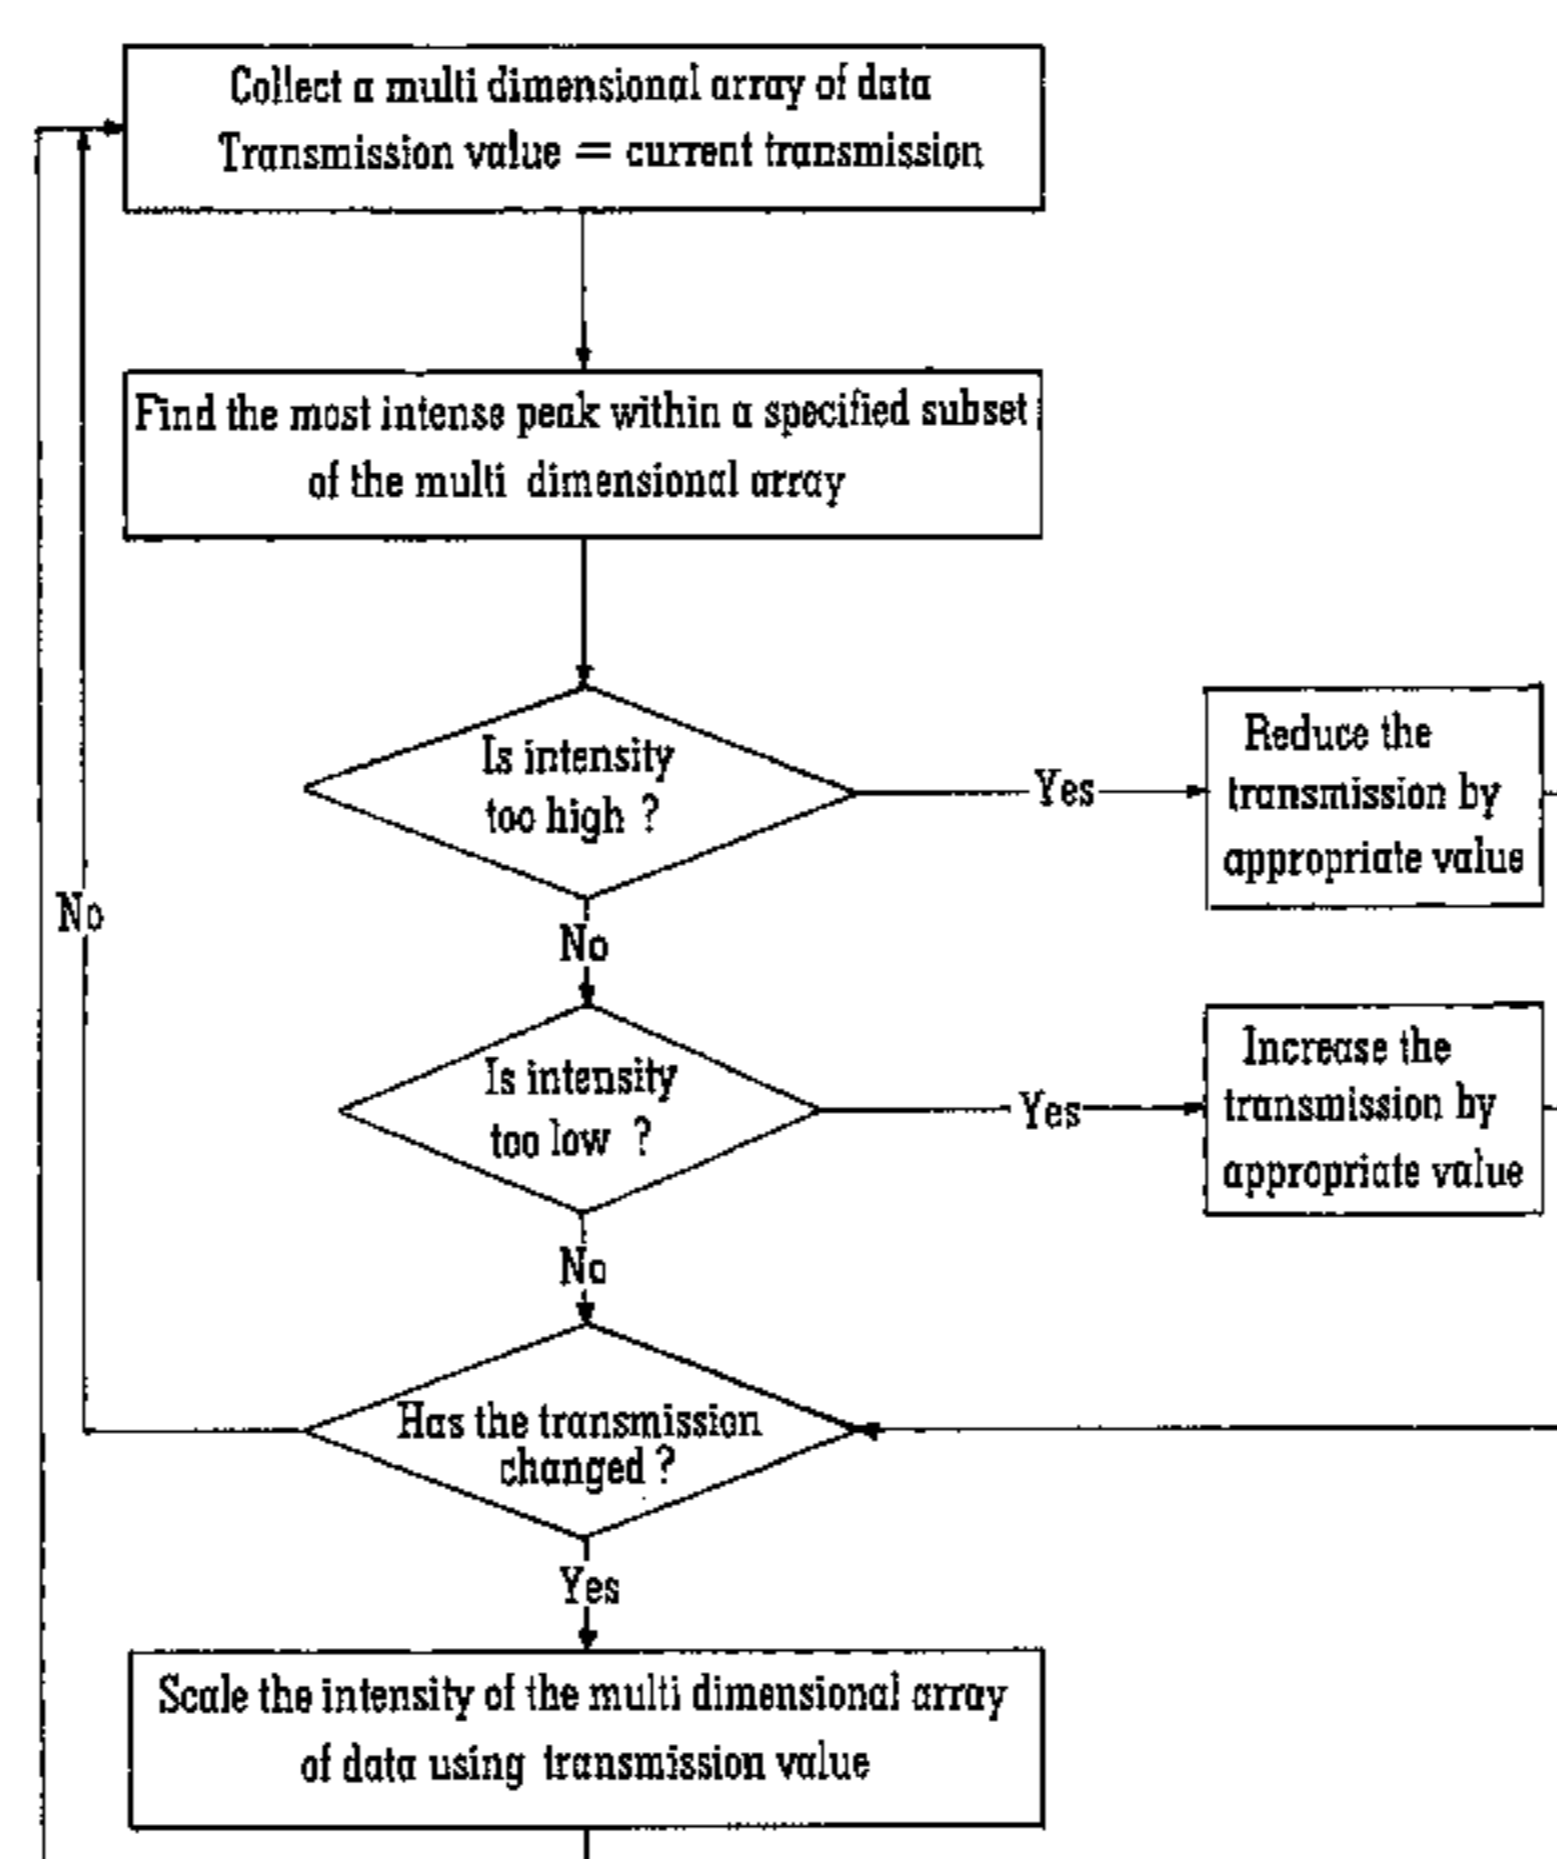 Collect a multi dimensional array of data
Transmission value = current transmission
Find the most intense peak within a specified subset
of the multi dimensional array
Is intensity
too high ?
Yes
Reduce the
transmission by
appropriate value
No
No
Is intensity
too low ?
Yes
Increase the
transmission by
appropriate value
No
Has the transmission
changed ?
Yes
Scale the intensity of the multi dimensional array
of data using transmission value